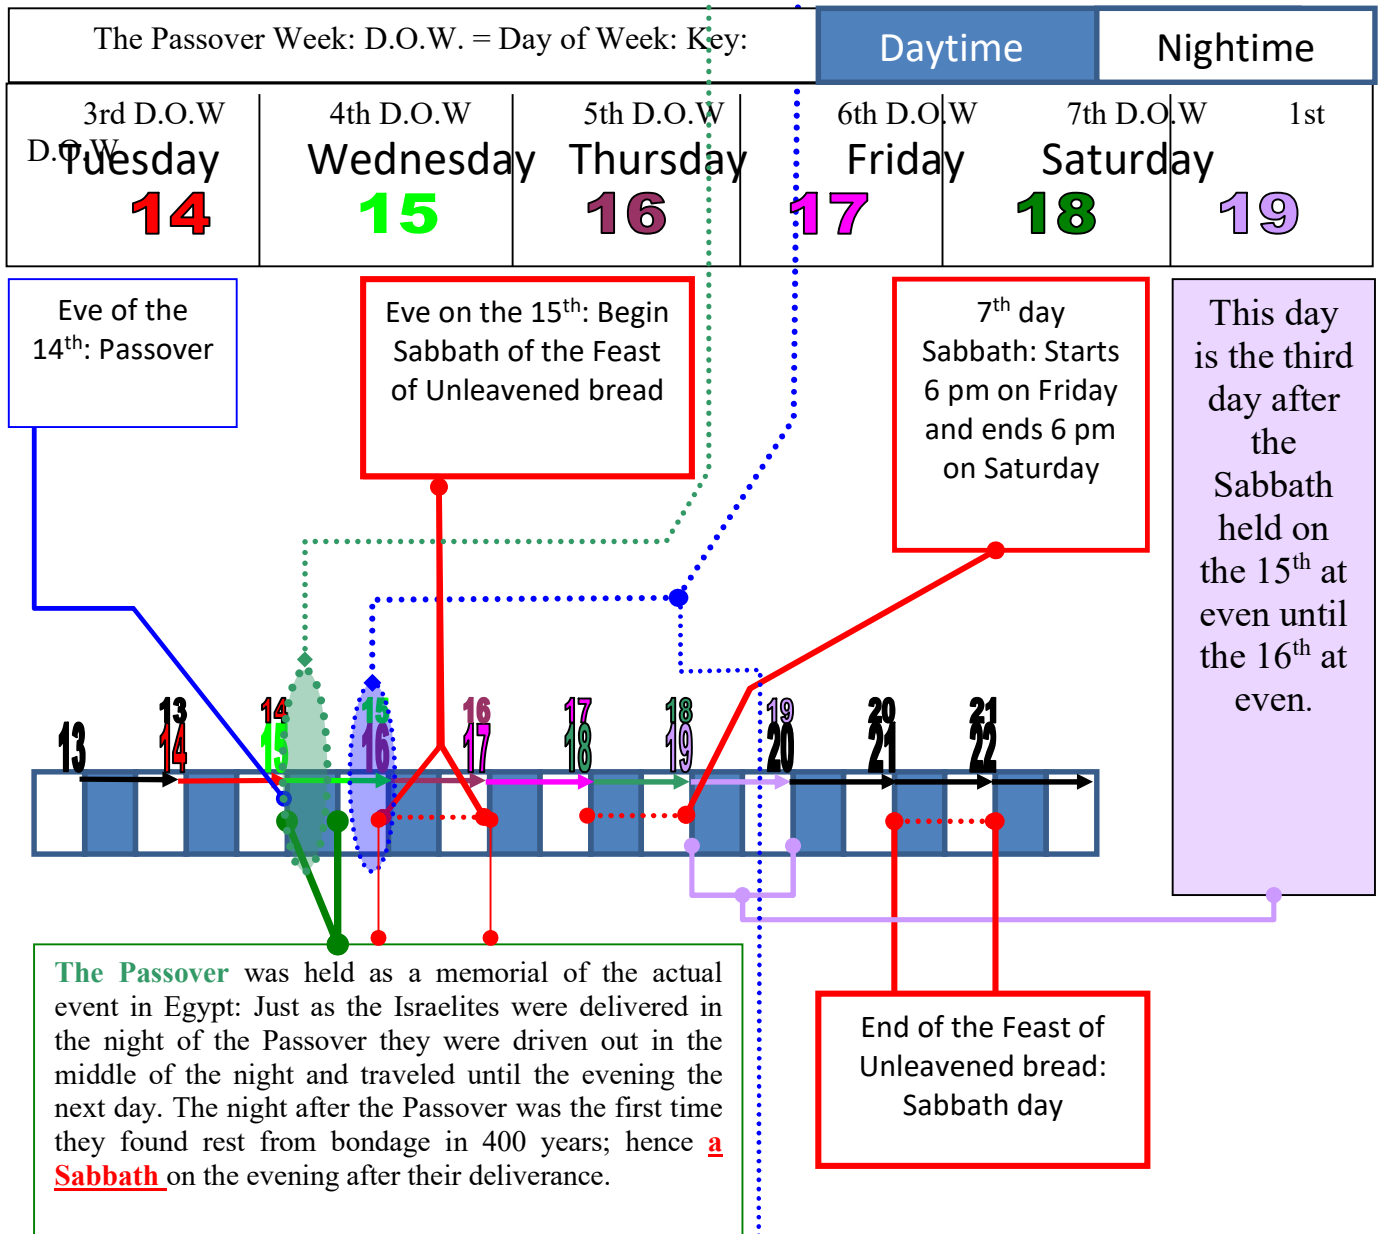 The Passover Week: D.O.W. = Day of Week: Key:
Daytime
Nightime
3rd D.O.W 4th D.O.W 5th D.O.W 6th D.O.W 7th D.O.W 1st
D.O.W
Tuesday Wednesday Thursday Friday Saturday
14 15 16 17 18 19
Eve of the
14th: Passover
Eve on the 15th: Begin
Sabbath of the Feast
of Unleavened bread
7th day
Sabbath: Starts
6 pm on Friday
and ends 6 pm
on Saturday
This day
is the third
day after
the
Sabbath
held on
the 15th at
even until
the 16th at
even.
13 14 15 16 17 18 19 20 21
13 14 15 16 17 18 19 20 21 22
The Passover was held as a memorial of the actual
event in Egypt: Just as the Israelites were delivered in
the night of the Passover they were driven out in the
middle of the night and traveled until the evening the
next day. The night after the Passover was the first time
they found rest from bondage in 400 years; hence a
Sabbath on the evening after their deliverance.
End of the Feast of
Unleavened bread:
Sabbath day